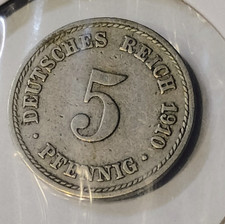 DEUTSCHES REICH 1910
5
· PFENNIG ·